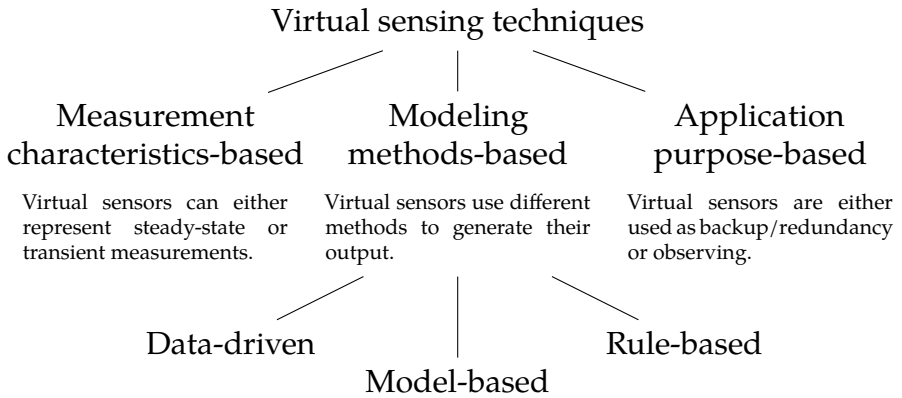 Virtual sensing techniques
Measurement
characteristics-based
Virtual sensors can either
represent steady-state or
transient measurements.
Modeling
methods-based
Virtual sensors use different
methods to generate their
output.
Application
purpose-based
Virtual sensors are either
used as backup/redundancy
or observing.
Data-driven
Model-based
Rule-based